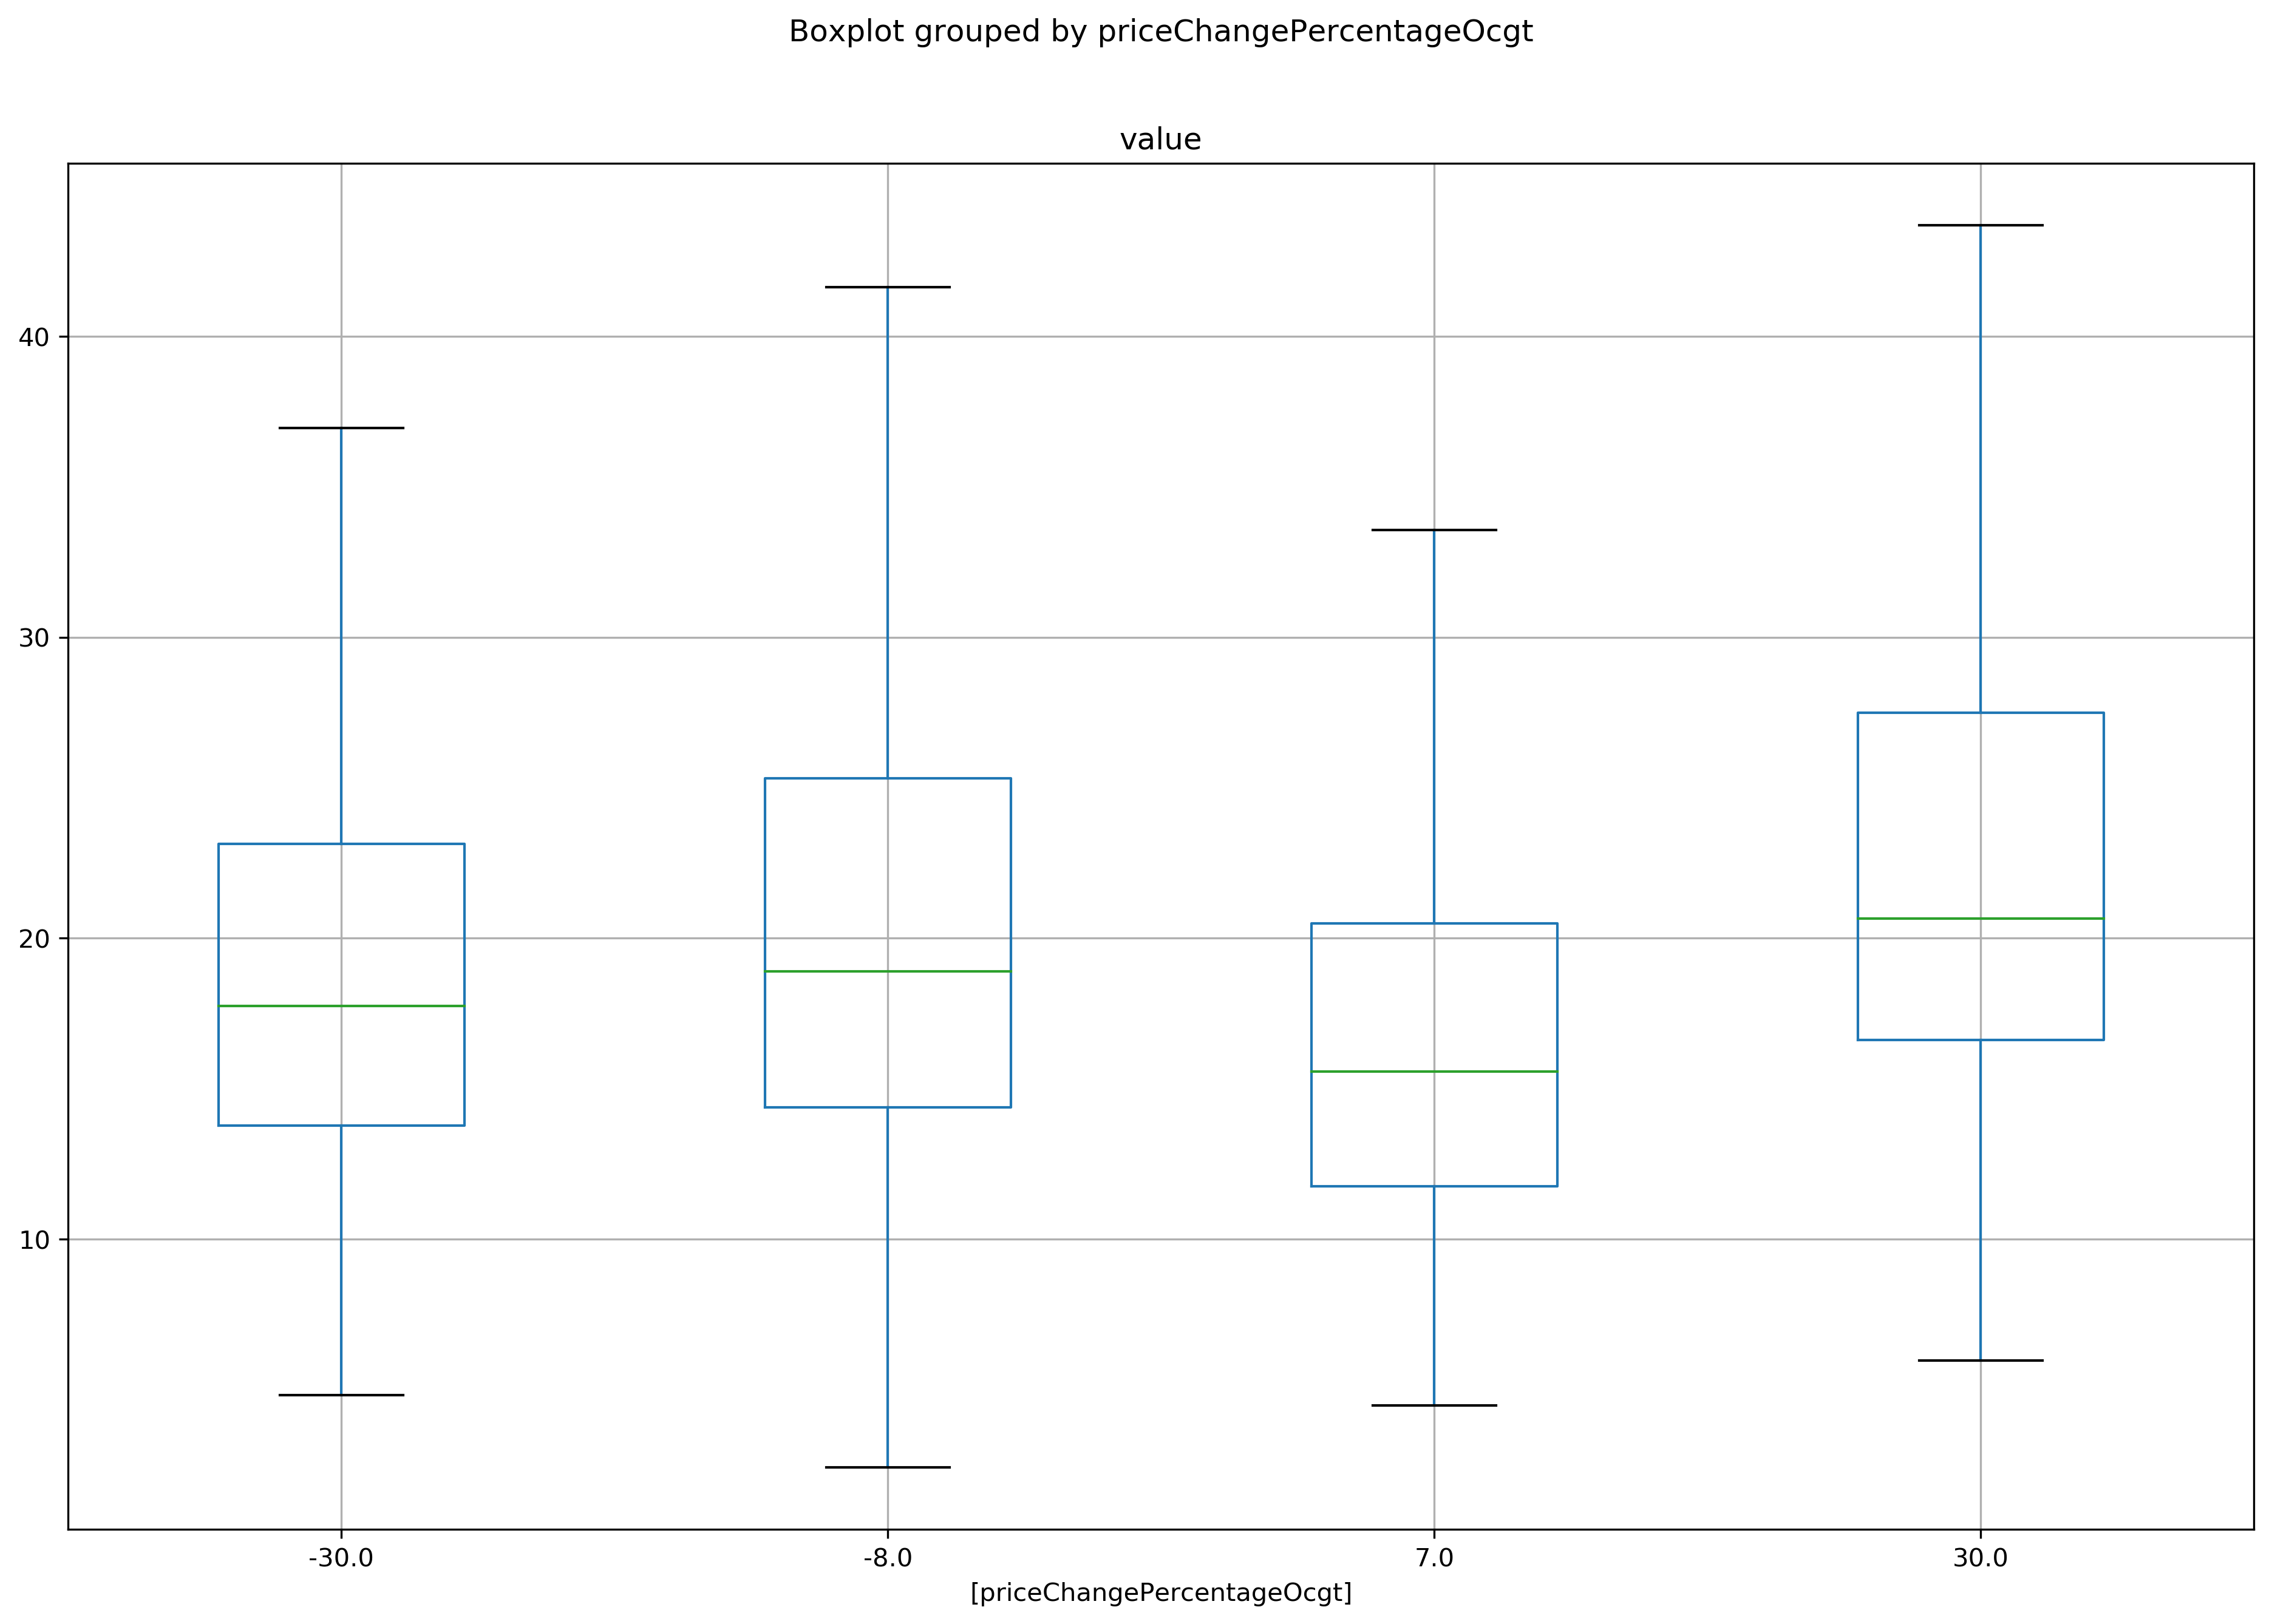 Boxplot grouped by priceChangePercentageOcgt
value
40
30
20
10
-30.0 -8.0 7.0 30.0
[priceChangePercentageOcgt]